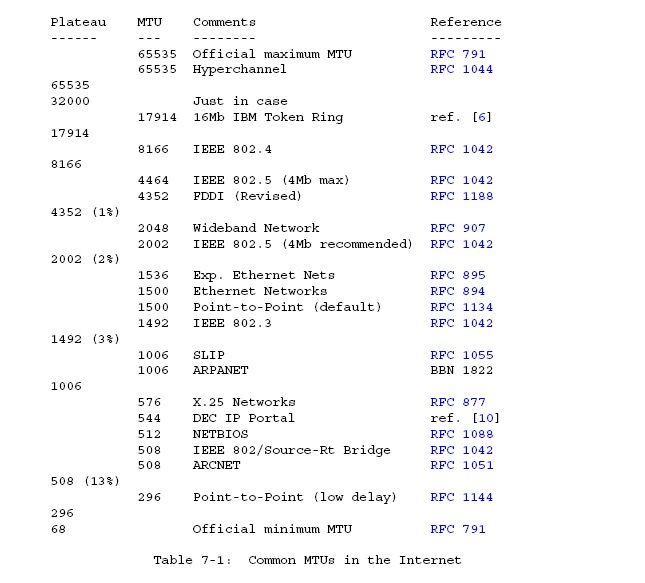 Plateau    MTU    Comments                      Reference
------     ---    --------                      ---------
           65535  Official maximum MTU          RFC 791
           65535  Hyperchannel                  RFC 1044
65535
32000             Just in case
           17914  16Mb IBM Token Ring           ref. [6]
17914
           8166   IEEE 802.4                    RFC 1042
8166
           4464   IEEE 802.5 (4Mb max)          RFC 1042
           4352   FDDI (Revised)                RFC 1188
4352 (1%)
           2048   Wideband Network              RFC 907
           2002   IEEE 802.5 (4Mb recommended)  RFC 1042
2002 (2%)
           1536   Exp. Ethernet Nets            RFC 895
           1500   Ethernet Networks             RFC 894
           1500   Point-to-Point (default)      RFC 1134
           1492   IEEE 802.3                    RFC 1042
1492 (3%)
           1006   SLIP                          RFC 1055
           1006   ARPANET                       BBN 1822
1006
           576    X.25 Networks                 RFC 877
           544    DEC IP Portal                 ref. [10]
           512    NETBIOS                       RFC 1088
           508    IEEE 802/Source-Rt Bridge     RFC 1042
           508    ARCNET                        RFC 1051
508 (13%)
           296    Point-to-Point (low delay)    RFC 1144
296
68                Official minimum MTU          RFC 791
Table 7-1:  Common MTUs in the Internet